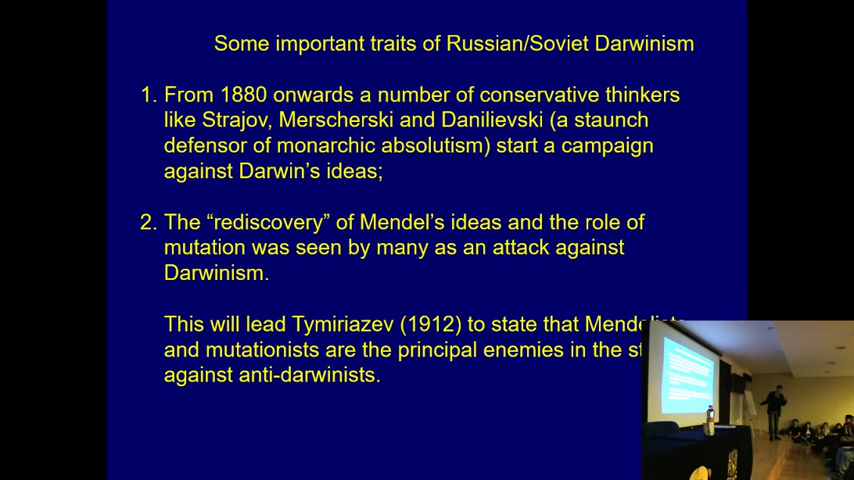 Some important traits of Russian/Soviet Darwinism
1. From 1880 onwards a number of conservative thinkers
like Strajov, Merscherski and Danilievski (a staunch
defensor of monarchic absolutism) start a campaign
against Darwin's ideas;
2. The “rediscovery” of Mendel's ideas and the role of
mutation was seen by many as an attack against
Darwinism.
This will lead Tymiriazev (1912) to state that
and mutationists are the principal enemies in the
against anti-darwinists.